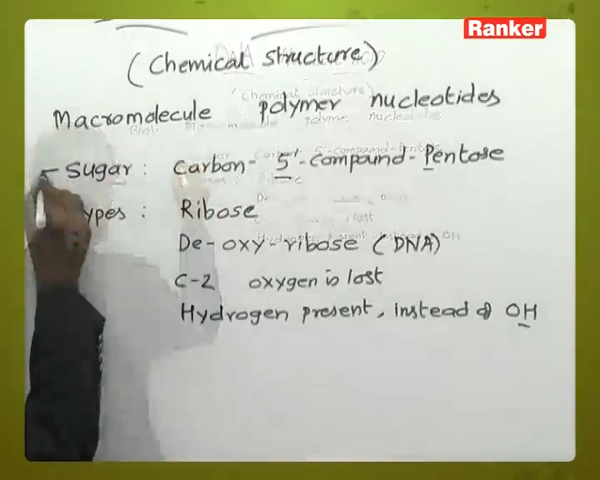 Ranker
(Chemical structure)
Macromolecule polymer nucleotides
- Sugar : Carbon- 5'-compound-Pentose
ypes : Ribose
De-oxy-ribose (DNA)
C-2 oxygen is lost
Hydrogen present, instead of OH